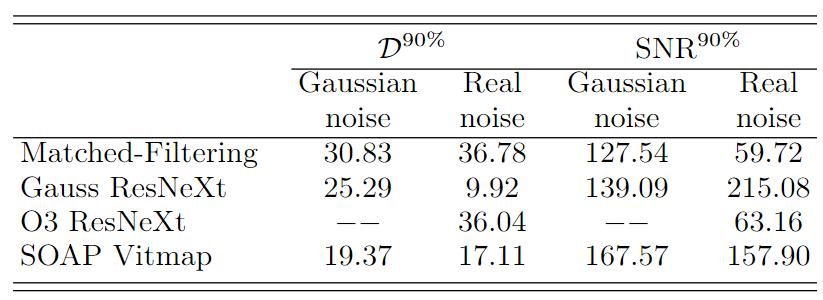 𝒟^90% SNR^90%
Gaussian Real Gaussian Real
noise noise noise noise
Matched-Filtering 30.83 36.78 127.54 59.72
Gauss ResNeXt 25.29 9.92 139.09 215.08
O3 ResNeXt −− 36.04 −− 63.16
SOAP Vitmap 19.37 17.11 167.57 157.90